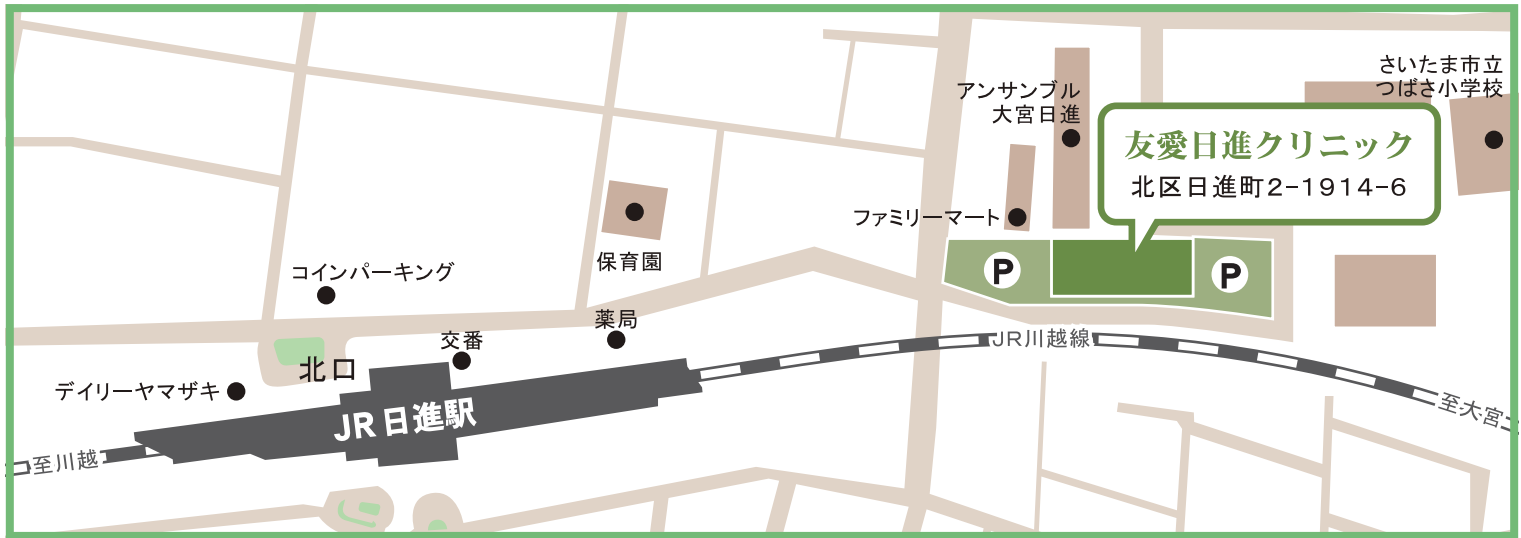 さいたま市立
つばさ小学校
アンサンブル
大宮日進
友愛日進クリニック
北区日進町2-1914-6
ファミリーマート
保育園
コインパーキング
P
P
薬局
交番
JR川越線
北口
デイリーヤマザキ
JR日進駅
至大宮
至川越